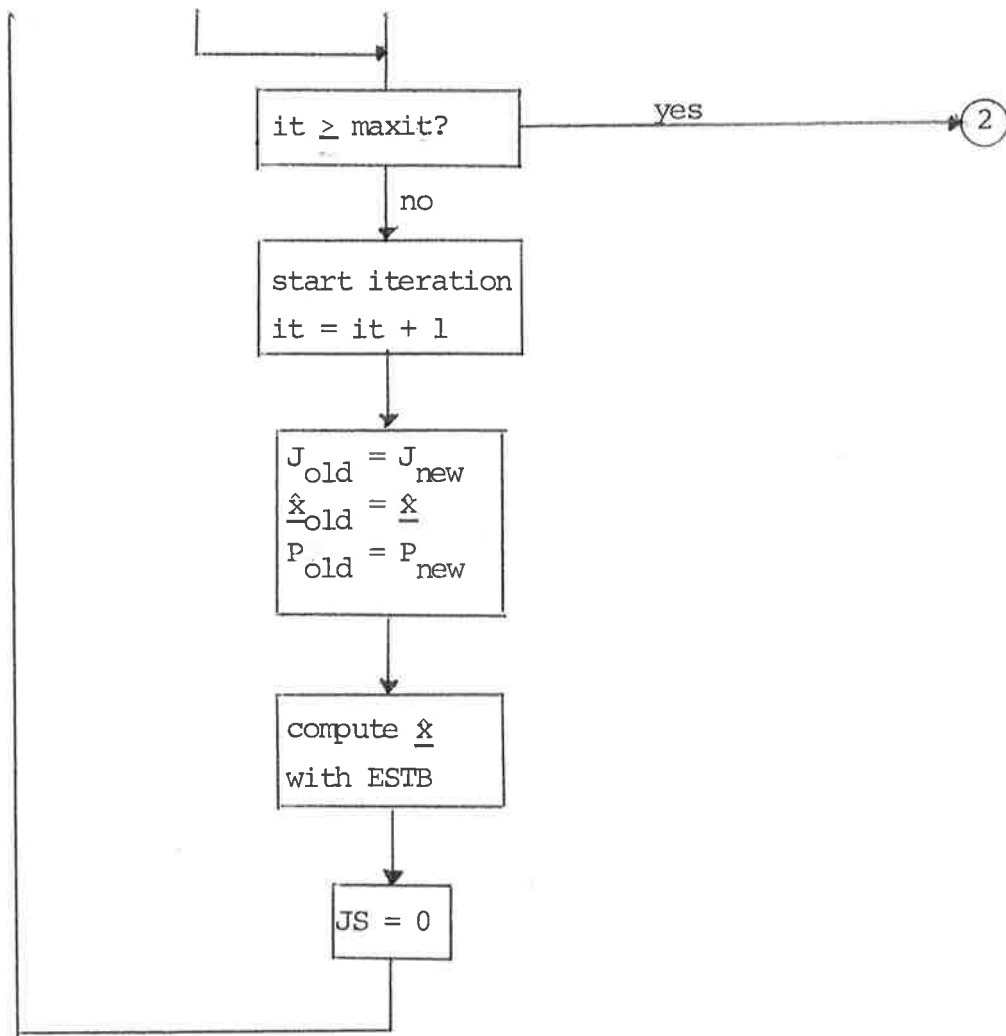 it ≥ maxit?
yes
2
no
start iteration
it = it + 1
J_old = J_new
x̂_old = x̂
P_old = P_new
compute x̂
with ESTB
JS = 0